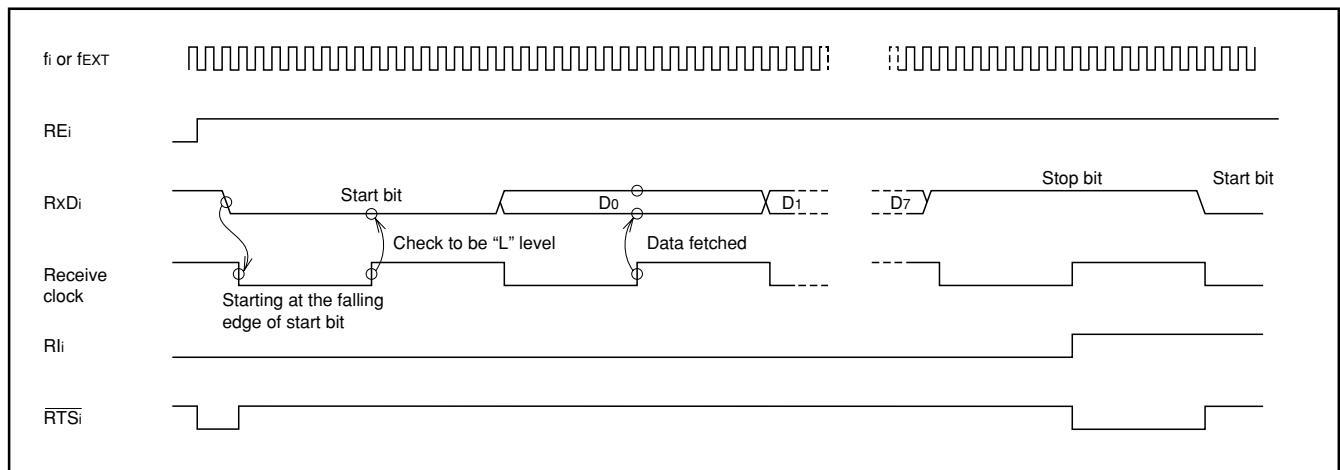 fi or fEXT
REi
RxDi
Start bit
D0
D1
D7
Stop bit
Start bit
Check to be “L” level
Data fetched
Receive
clock
Starting at the falling
edge of start bit
RIi
RTSi